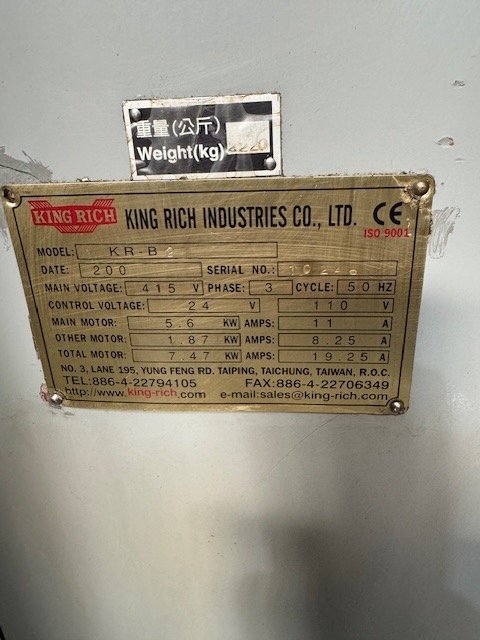 重量(公斤)
Weight(kg)
KING RICH KING RICH INDUSTRIES CO., LTD. CE
ISO 9001
MODEL: KR-B
DATE: 200 SERIAL NO.:
MAIN VOLTAGE: 415 V PHASE: 3 CYCLE: 50 HZ
CONTROL VOLTAGE: 24 V 110 V
MAIN MOTOR: 5.6 KW AMPS: 11 A
OTHER MOTOR: 1.87 KW AMPS: 8.25 A
TOTAL MOTOR: 7.47 KW AMPS: 19.25 A
NO. 3, LANE 195, YUNG FENG RD. TAIPING, TAICHUNG, TAIWAN, R.O.C.
TEL:886-4-22794105 FAX:886-4-22706349
http://www.king-rich.com e-mail:sales@king-rich.com